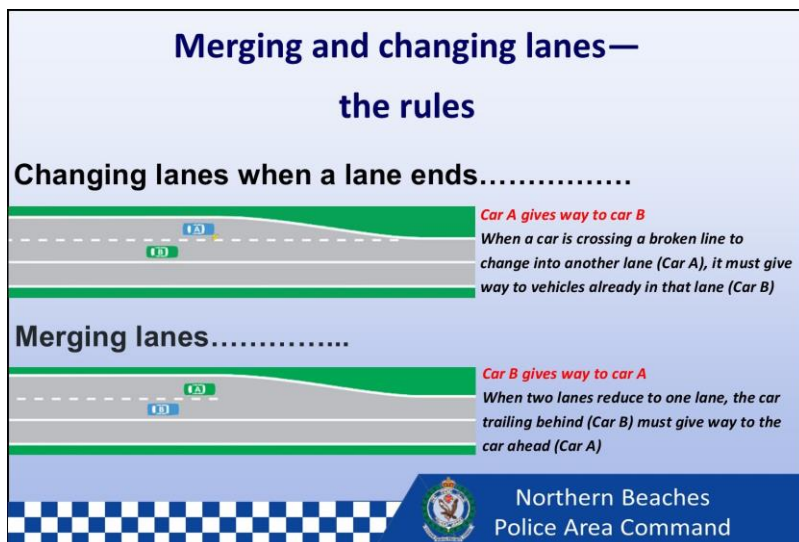 Merging and changing lanes—
the rules
Changing lanes when a lane ends................
A
B
Car A gives way to car B
When a car is crossing a broken line to
change into another lane (Car A), it must give
way to vehicles already in that lane (Car B)
Merging lanes...............
A
B
Car B gives way to car A
When two lanes reduce to one lane, the car
trailing behind (Car B) must give way to the
car ahead (Car A)
Northern Beaches
Police Area Command